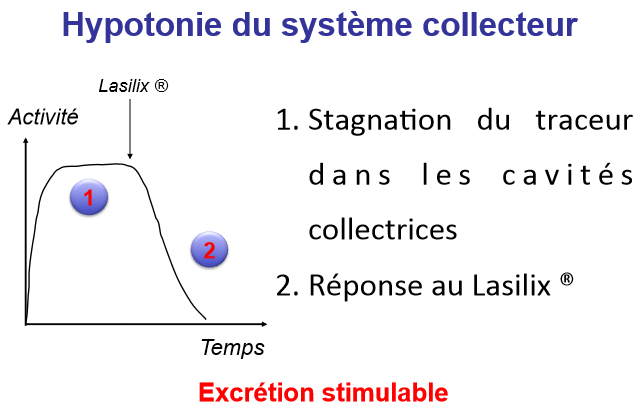 Hypotonie du système collecteur
Lasilix ®
Activité
1
2
Temps
1. Stagnation du traceur
dans les cavités
collectrices
2. Réponse au Lasilix ®
Excrétion stimulable